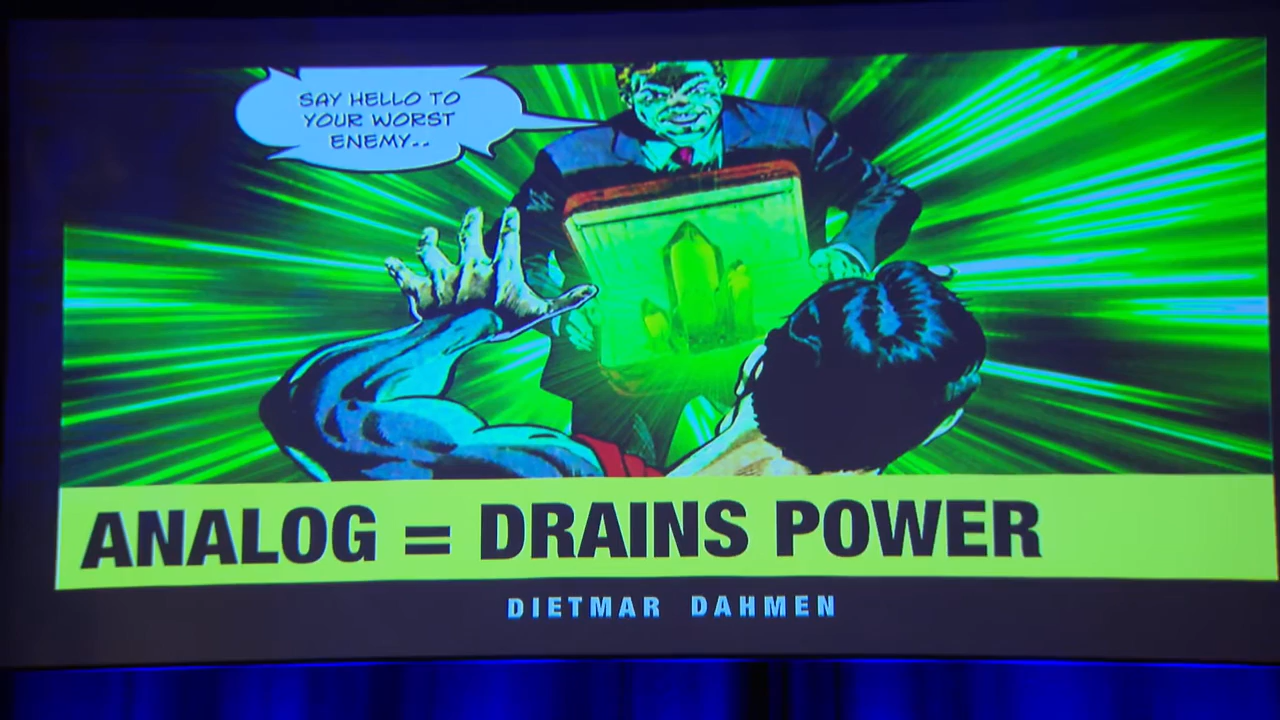 SAY HELLO TO
YOUR WORST
ENEMY..
ANALOG = DRAINS POWER
DIETMAR DAHMEN